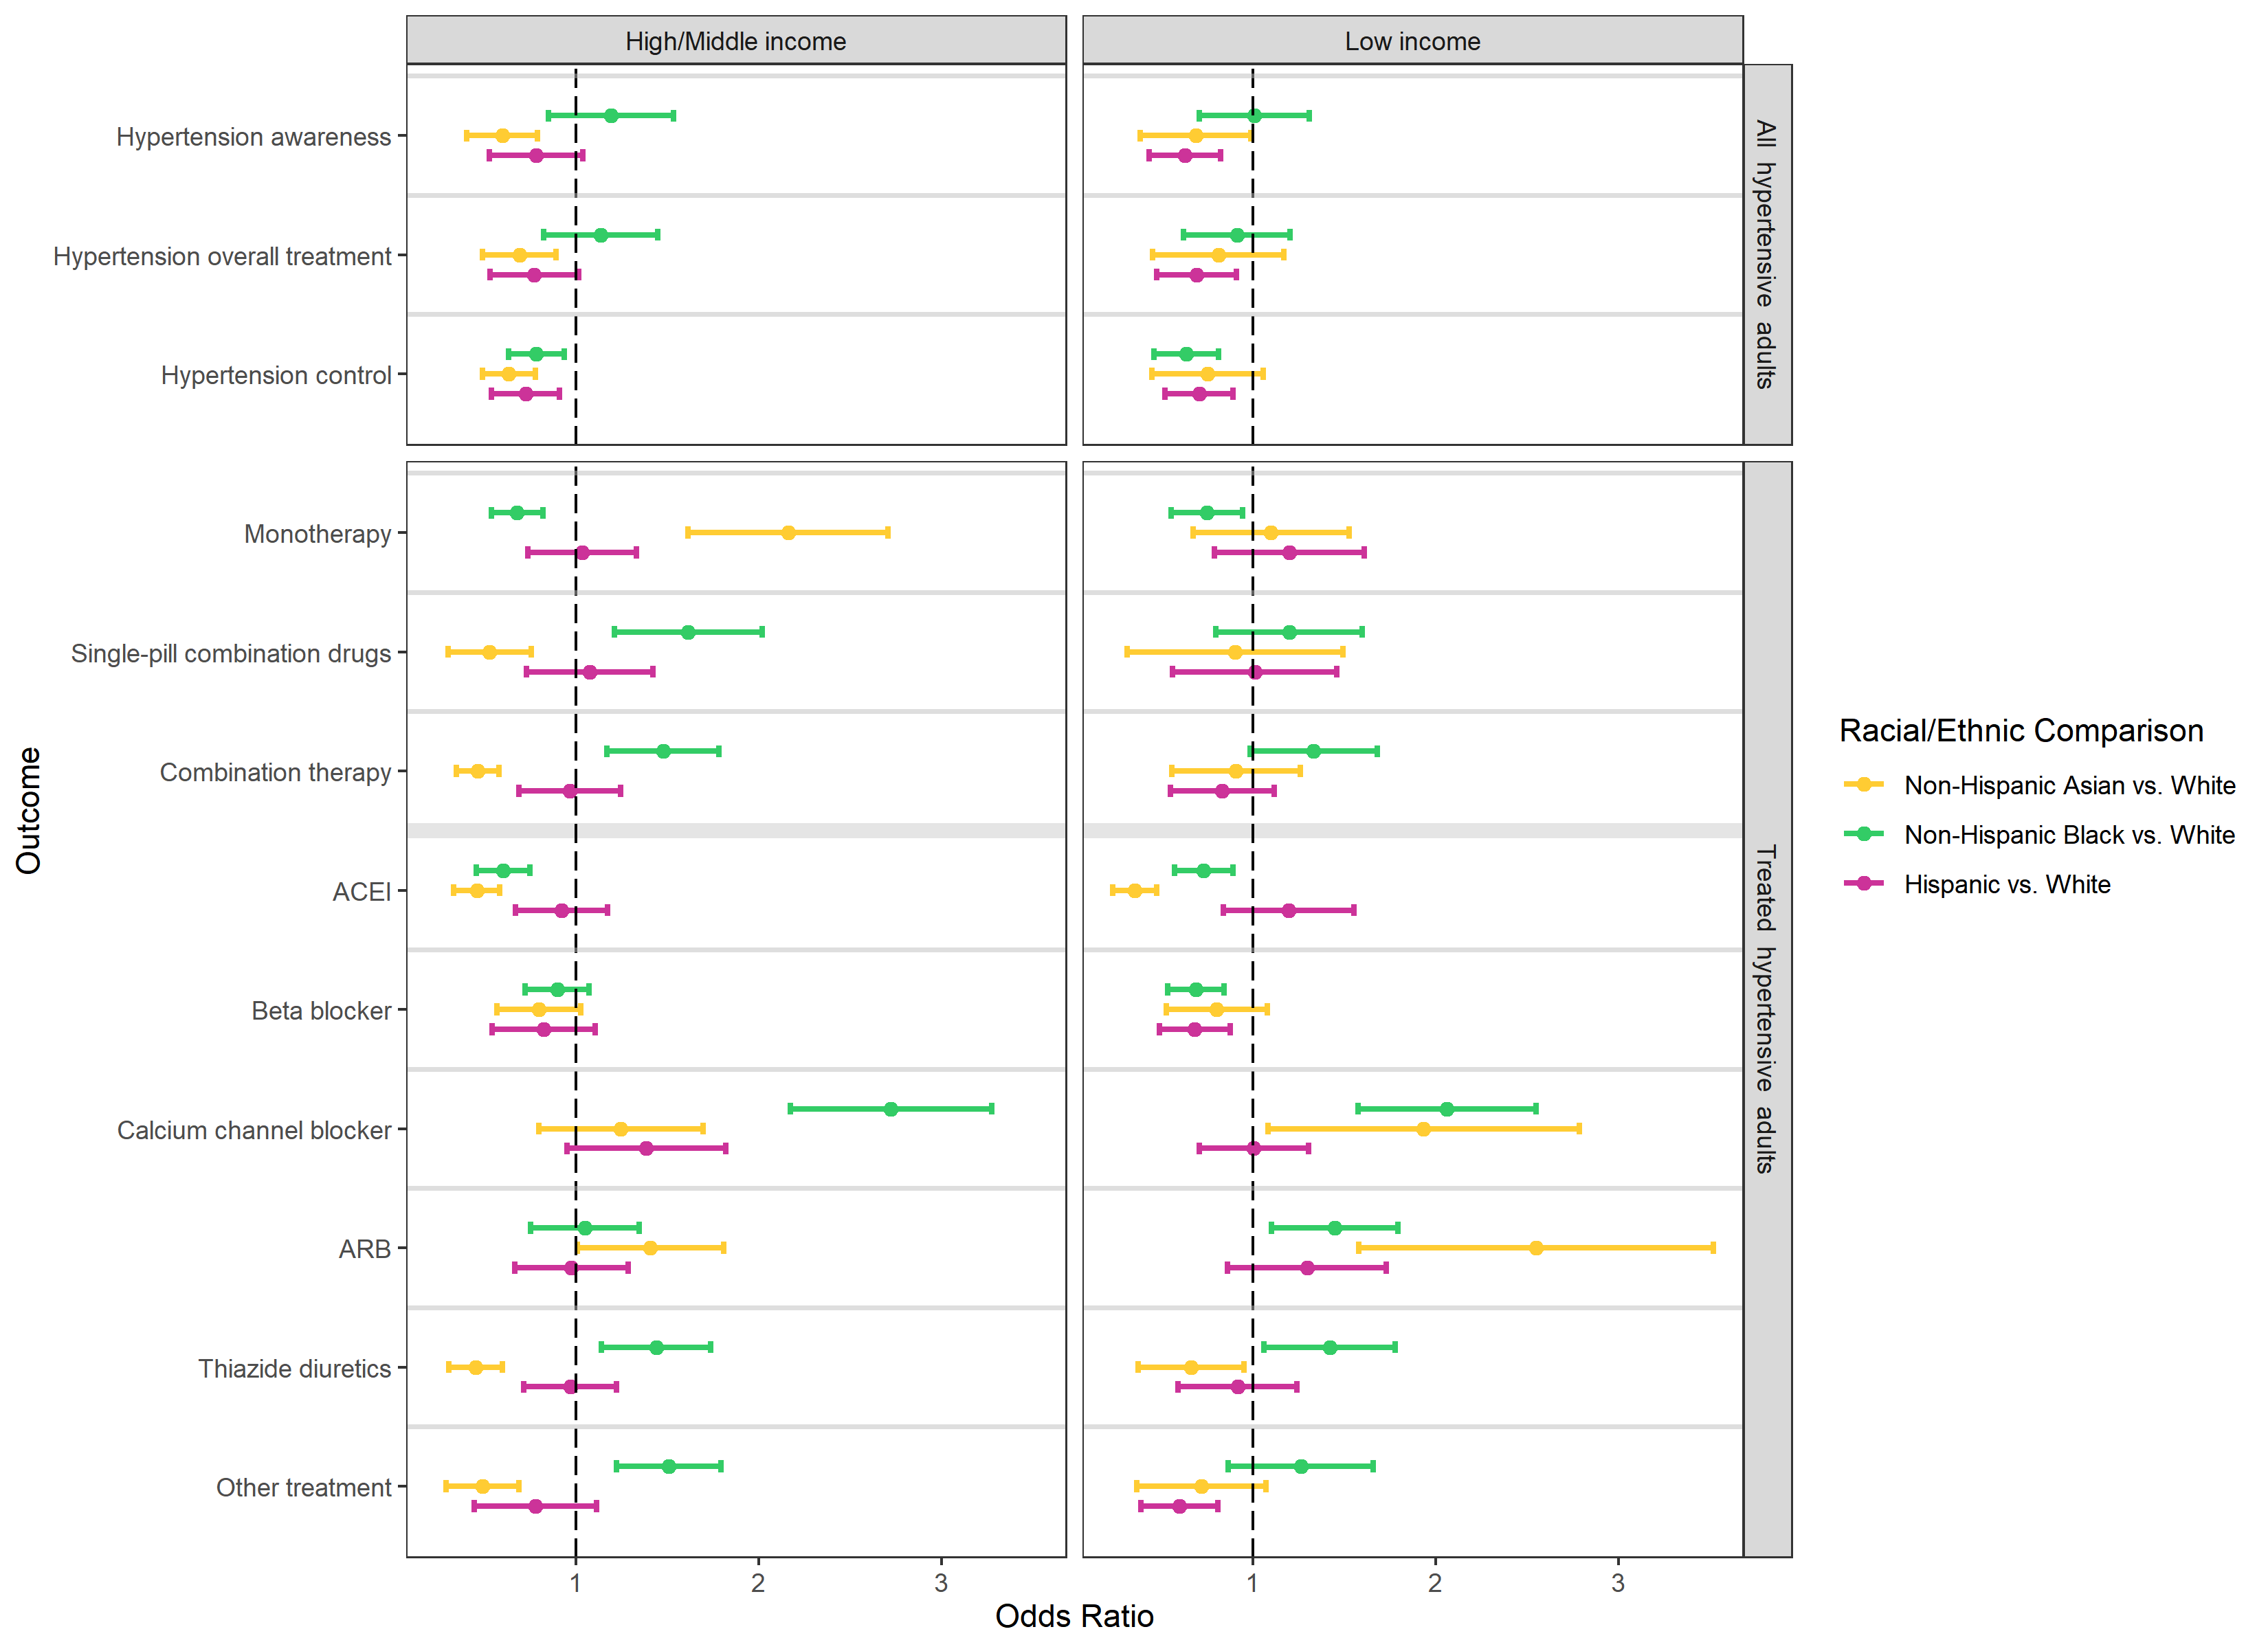 High/Middle income
Low income
All hypertensive adults
Hypertension awareness
Hypertension overall treatment
Hypertension control
Treated hypertensive adults
Monotherapy
Single-pill combination drugs
Combination therapy
ACEI
Beta blocker
Calcium channel blocker
ARB
Thiazide diuretics
Other treatment
Outcome
1 2 3
1 2 3
Odds Ratio
Racial/Ethnic Comparison
Non-Hispanic Asian vs. White
Non-Hispanic Black vs. White
Hispanic vs. White